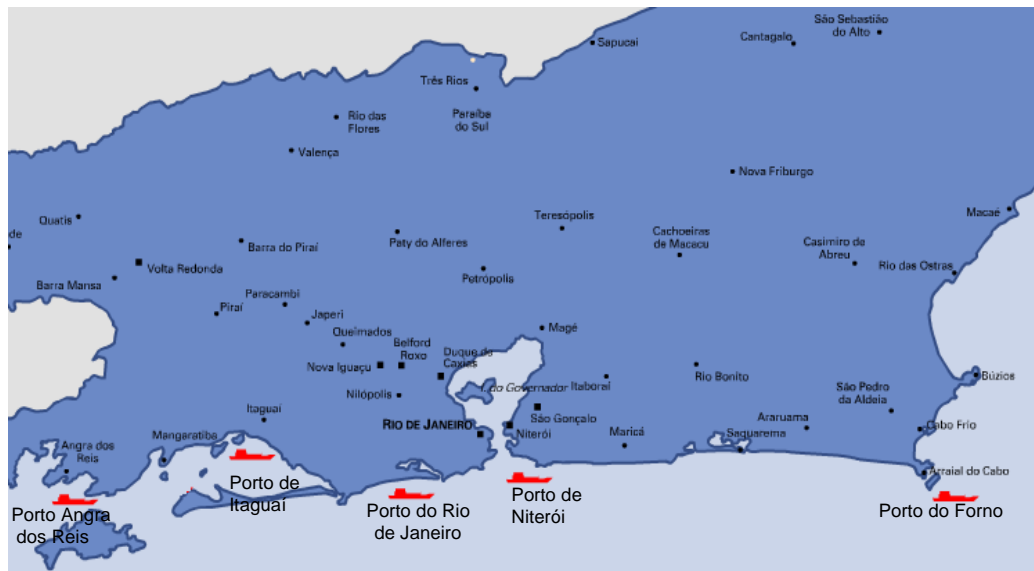 São Sebastião
do Alto
Cantagalo
Sapucai
Três Rios
Paraíba
do Sul
Rio das
Flores
Valença
Nova Friburgo
Macaé
Quatis
de
Teresópolis
Paty do Alferes
Barra do Piraí
Cachoeiras
de Macacu
Casimiro de
Abreu
Rio das Ostras
Volta Redonda
Barra Mansa
Petrópolis
Paracambi
Piraí
Japeri
Queimados
Magé
Belford
Roxo
Duque de
Caxias
Nova Iguaçu
Nilópolis
I. do Governador
Itaboraí
Rio Bonito
Búzios
São Pedro
da Aldeia
Itaguaí
RIO DE JANEIRO
São Gonçalo
Niterói
Maricá
Araruama
Saquarema
Cabo Frio
Angra dos
Reis
Mangaratiba
Arraial do Cabo
Porto de
Itaguaí
Porto Angra
dos Reis
Porto do Rio
de Janeiro
Porto de
Niterói
Porto do Forno